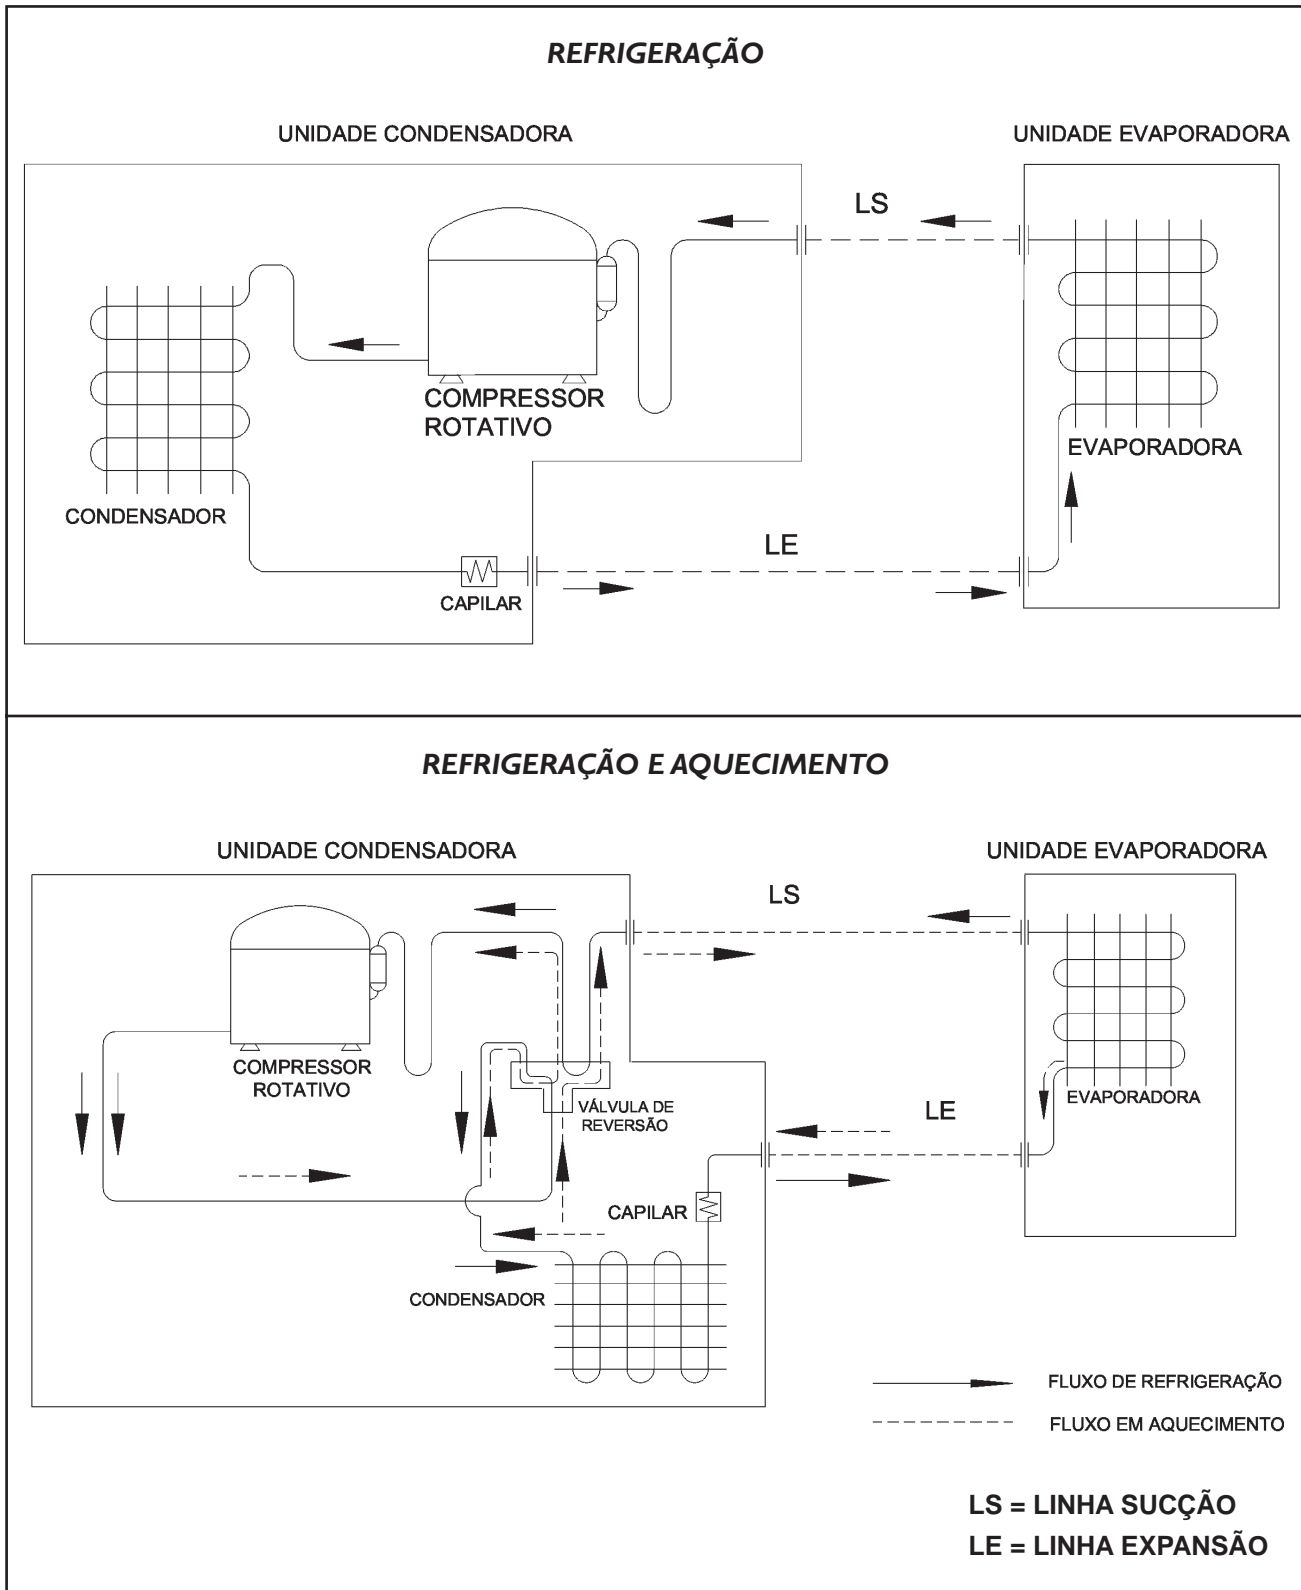 REFRIGERAÇÃO
UNIDADE CONDENSADORA
UNIDADE EVAPORADORA
LS
COMPRESSOR
ROTATIVO
EVAPORADORA
CONDENSADOR
LE
CAPILAR
REFRIGERAÇÃO E AQUECIMENTO
UNIDADE CONDENSADORA
UNIDADE EVAPORADORA
LS
COMPRESSOR
ROTATIVO
VÁLVULA DE
REVERSÃO
LE
EVAPORADORA
CAPILAR
CONDENSADOR
FLUXO DE REFRIGERAÇÃO
FLUXO EM AQUECIMENTO
LS = LINHA SUCÇÃO
LE = LINHA EXPANSÃO